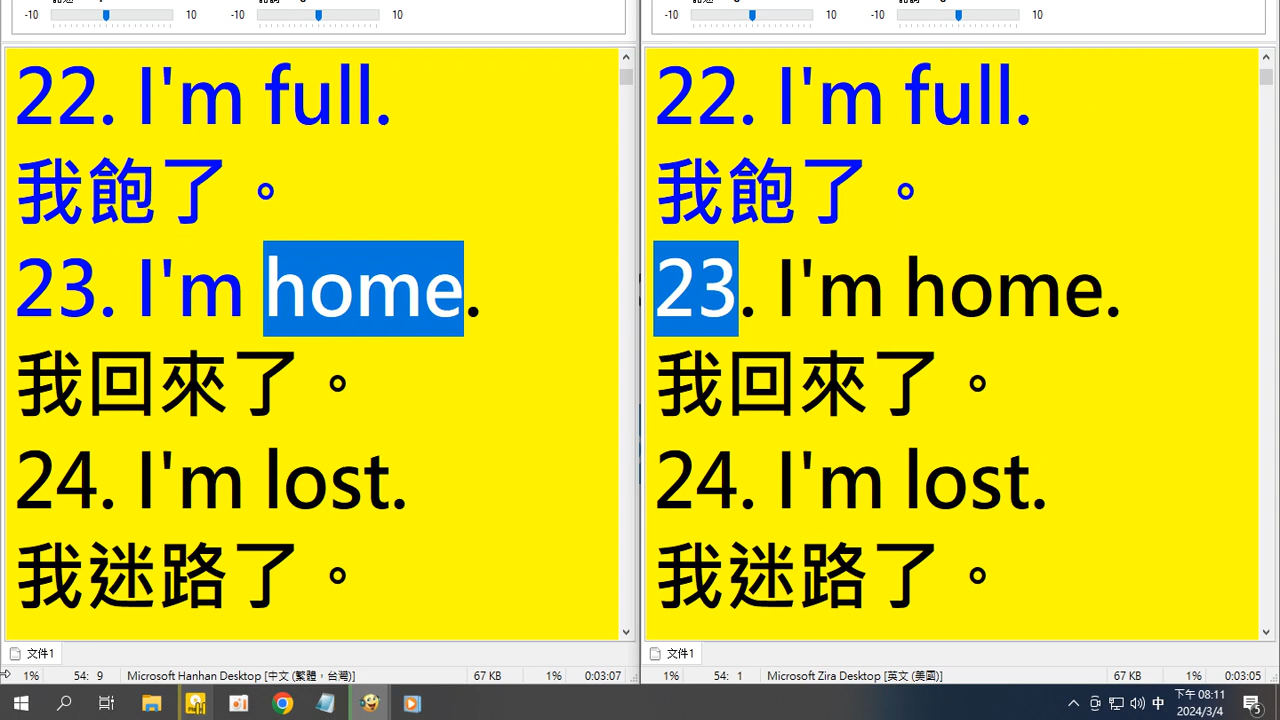 -10 10 -10 10
22. I'm full.
我飽了。
23. I'm home.
我回來了。
24. I'm lost.
我迷路了。
文件1
1% 54: 9 Microsoft Hanhan Desktop [中文 (繁體，台灣)] 67 KB 1% 0:03:07
-10 10 -10 10
22. I'm full.
我飽了。
23. I'm home.
我回來了。
24. I'm lost.
我迷路了。
文件1
1% 54: 1 Microsoft Zira Desktop [英文 (美國)] 67 KB 1% 0:03:05
中 下午 08:11
2024/3/4
5